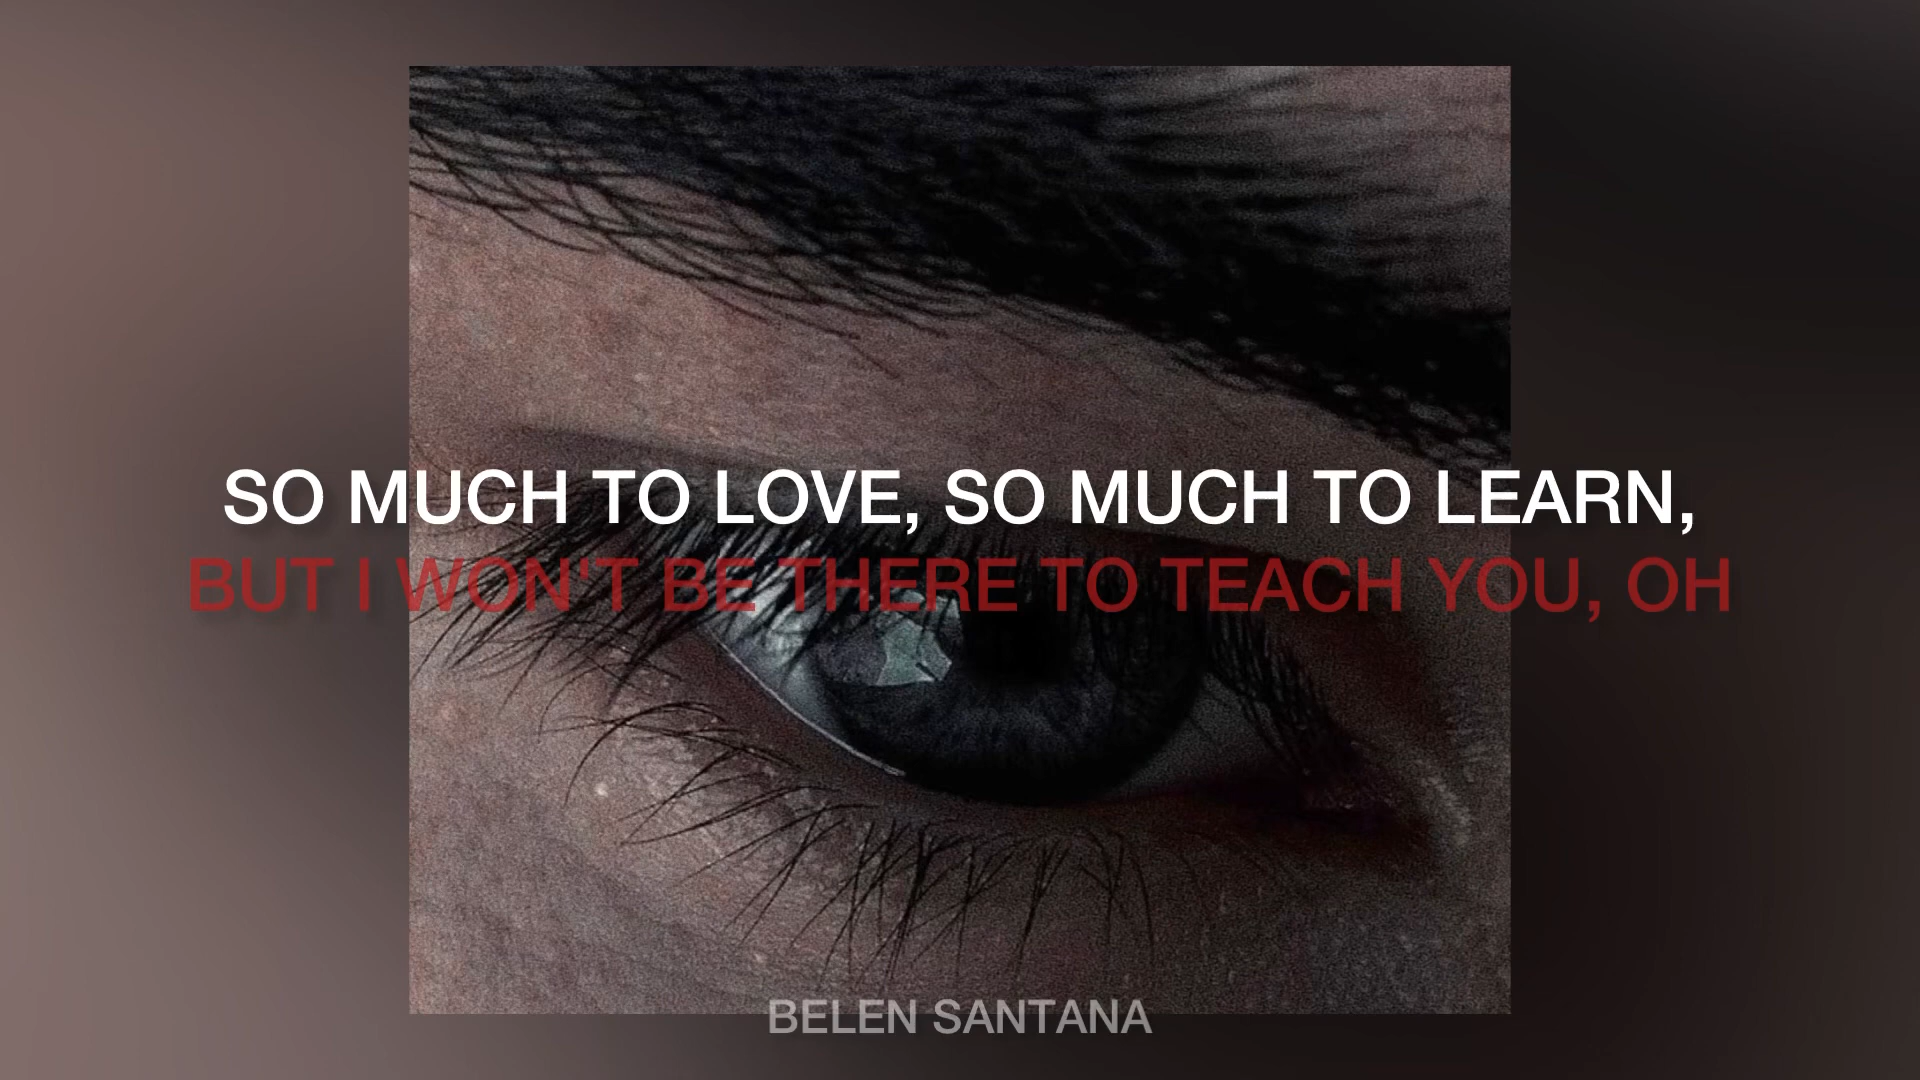 SO MUCH TO LOVE, SO MUCH TO LEARN,
BUT I WON'T BE THERE TO TEACH YOU, OH
BELEN SANTANA